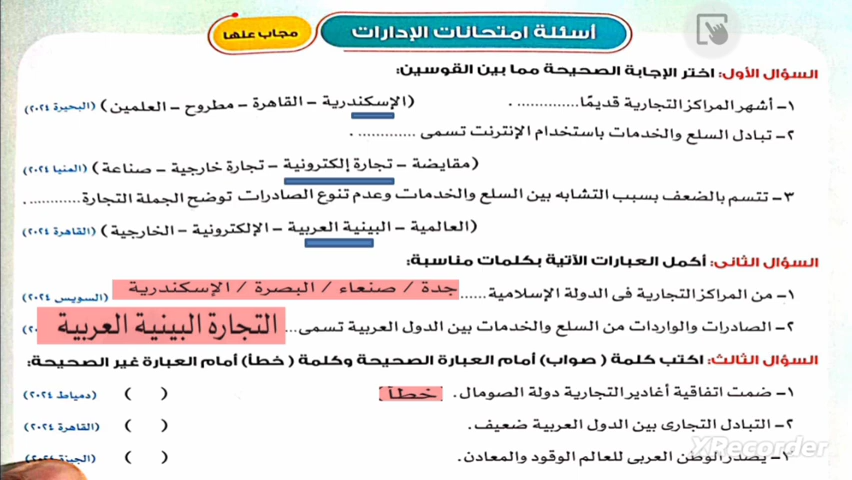 أسئلة امتحانات الإدارات
مجاب عنها
السؤال الأول: اختر الإجابة الصحيحة مما بين القوسين:
١- أشهر المراكز التجارية قديمًا.............. .
(الإسكندرية - القاهرة - مطروح - العلمين) (البحيرة ٢٠٢٤)
٢- تبادل السلع والخدمات باستخدام الإنترنت تسمى ............. .
(مقايضة - تجارة إلكترونية - تجارة خارجية - صناعة) (المنيا ٢٠٢٤)
٣- تتسم بالضعف بسبب التشابه بين السلع والخدمات وعدم تنوع الصادرات توضح الجملة التجارة............ .
(العالمية - البينية العربية - الإلكترونية - الخارجية) (القاهرة ٢٠٢٤)
السؤال الثانى: أكمل العبارات الآتية بكلمات مناسبة:
١- من المراكز التجارية فى الدولة الإسلامية...... جدة / صنعاء / البصرة / الإسكندرية (السويس ٢٠٢٤)
٢- الصادرات والواردات من السلع والخدمات بين الدول العربية تسمى... التجارة البينية العربية
السؤال الثالث: اكتب كلمة ( صواب) أمام العبارة الصحيحة وكلمة ( خطأ) أمام العبارة غير الصحيحة:
١- ضمت اتفاقية أغادير التجارية دولة الصومال. خطأ ( ) (دمياط ٢٠٢٤)
٢- التبادل التجارى بين الدول العربية ضعيف. ( ) (القاهرة ٢٠٢٤)
يصدر الوطن العربى للعالم الوقود والمعادن. ( ) (الجيزة ٢٠٢٤)
XRecorder